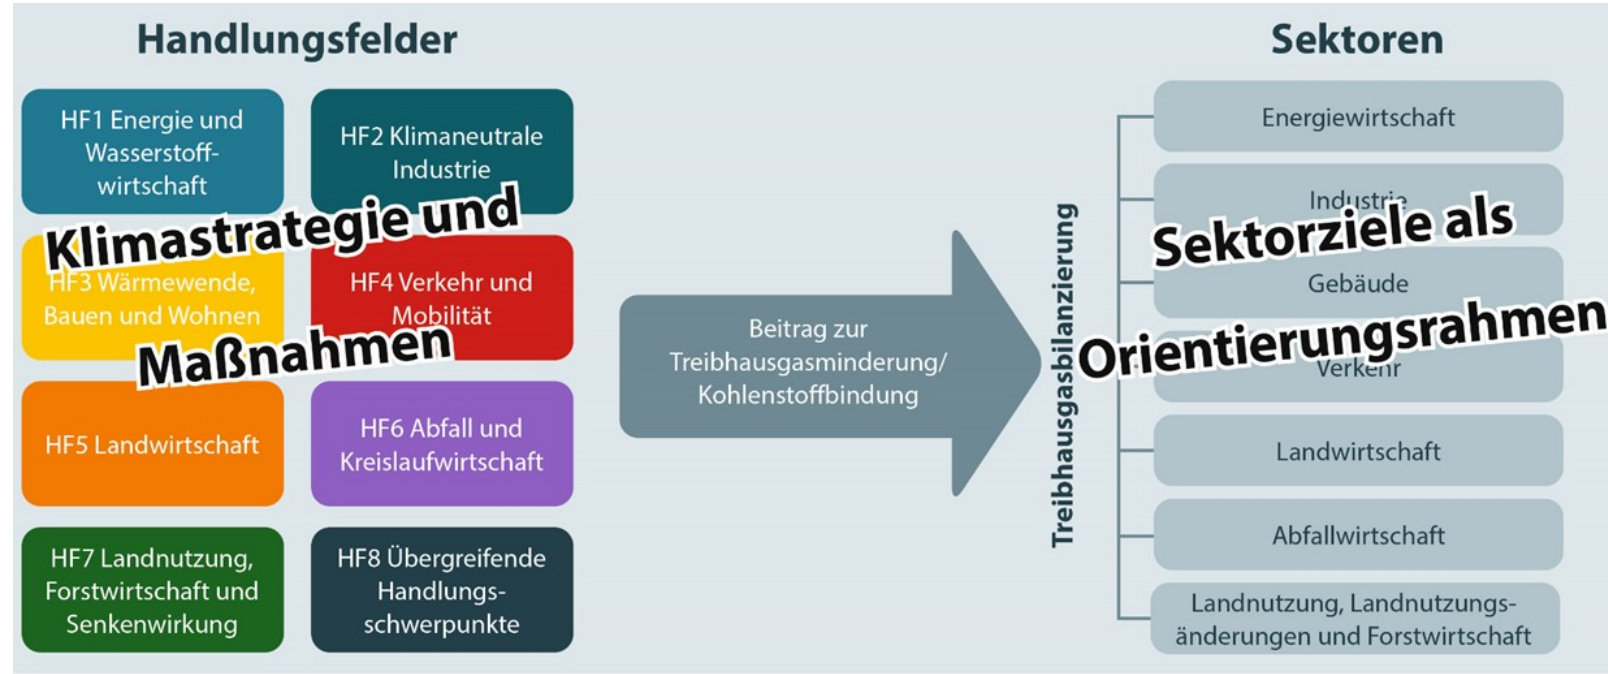 Handlungsfelder
HF1 Energie und
Wasserstoff-
wirtschaft
HF2 Klimaneutrale
Industrie
Klimastrategie und
Maßnahmen
HF3 Wärmewende,
Bauen und Wohnen
HF4 Verkehr und
Mobilität
HF5 Landwirtschaft
HF6 Abfall und
Kreislaufwirtschaft
HF7 Landnutzung,
Forstwirtschaft und
Senkenwirkung
HF8 Übergreifende
Handlungs-
schwerpunkte
Beitrag zur
Treibhausgasminderung/
Kohlenstoffbindung
Treibhausgasbilanzierung
Sektoren
Energiewirtschaft
Industrie
Sektorziele als
Orientierungsrahmen
Gebäude
Verkehr
Landwirtschaft
Abfallwirtschaft
Landnutzung, Landnutzungs-
änderungen und Forstwirtschaft